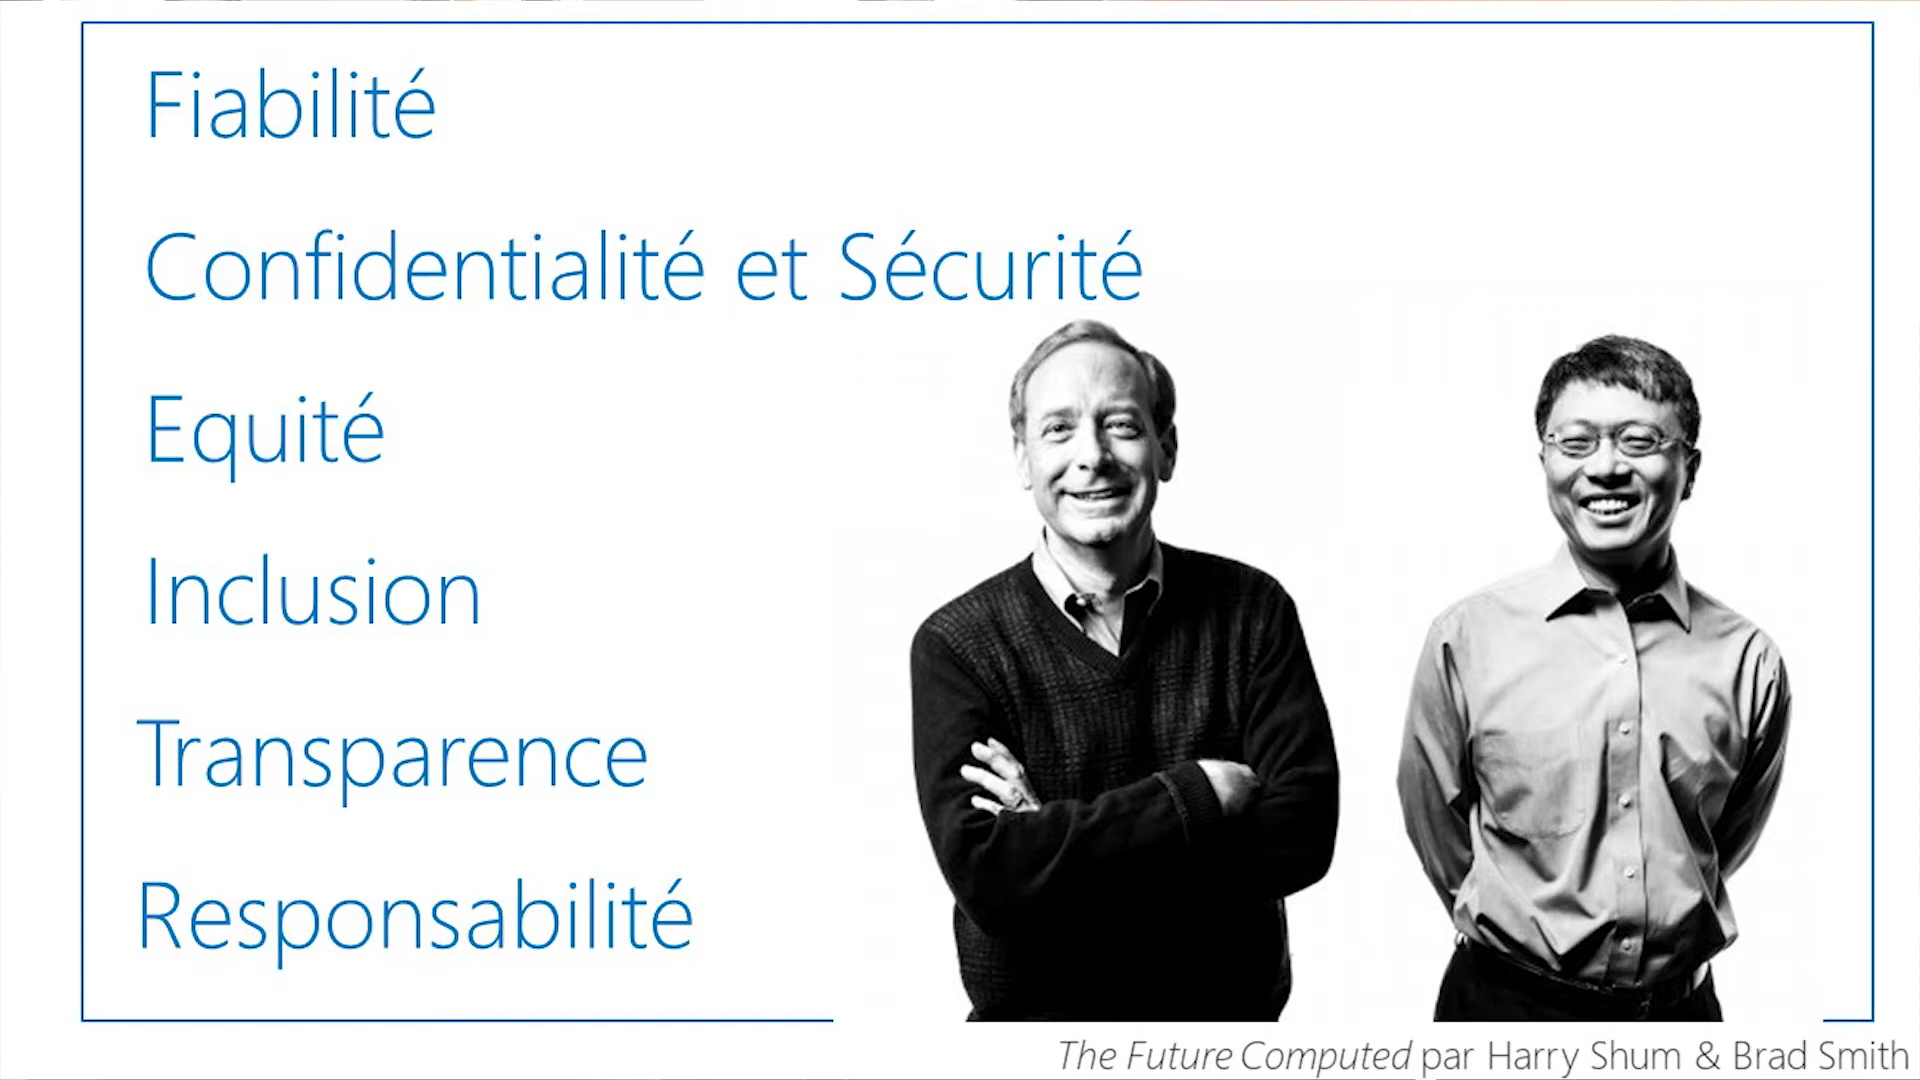 Fiabilité
Confidentialité et Sécurité
Equité
Inclusion
Transparence
Responsabilité
The Future Computed par Harry Shum & Brad Smith